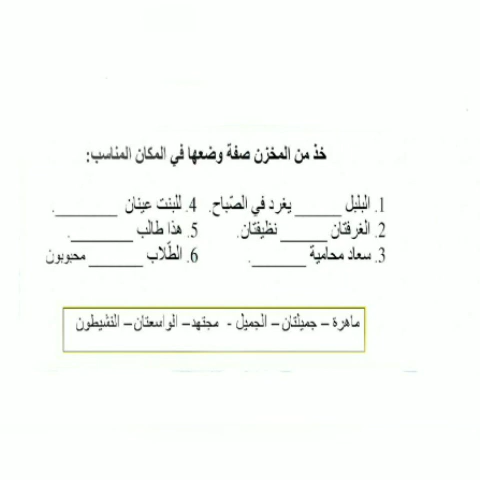 خذ من المخزن صفة وضعها في المكان المناسب:
1. البلبل ______ يغرد في الصّباح. 4. للبنت عينان ________.
2. الغرفتان ______ نظيفتان. 5. هذا طالب ________.
3. سعاد محامية _______. 6. الطّلاب _______ محبوبون
ماهرة – جميلتان – الجميل - مجتهد – الواسعتان – النشيطون